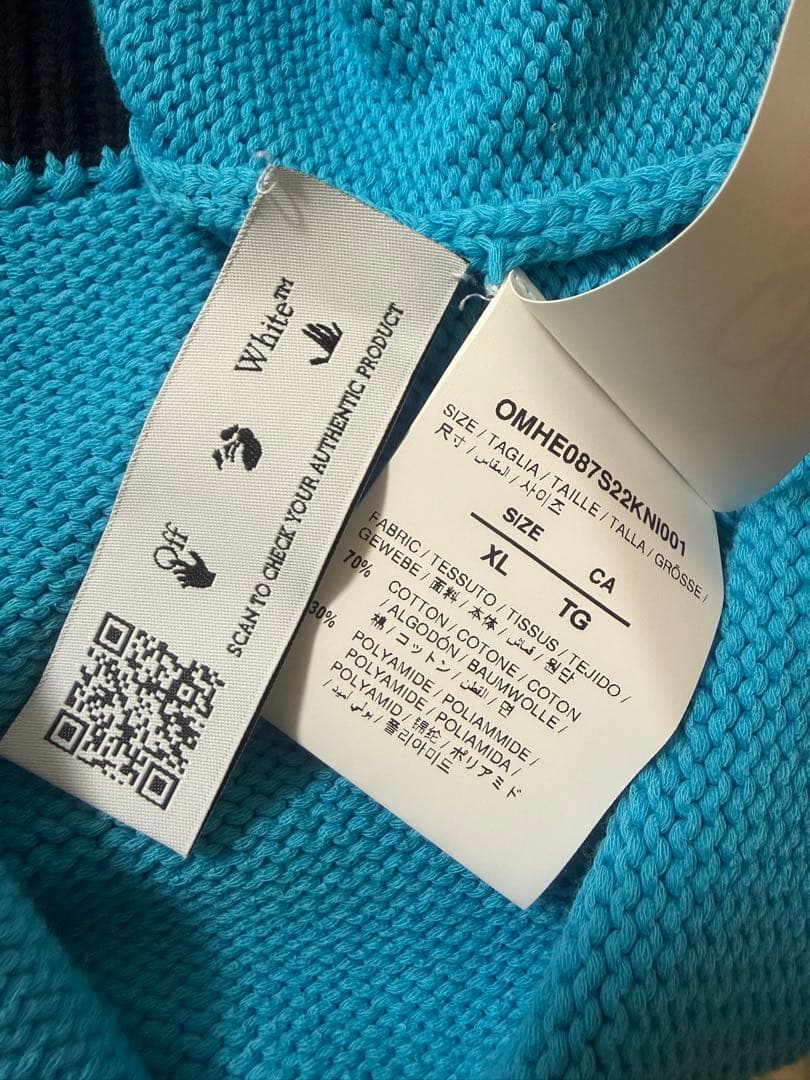 Off White™
SCAN TO CHECK YOUR AUTHENTIC PRODUCT
OMHE087S22KNI001
SIZE / TAGLIA / TAILLE / TALLA / GRÖSSE /
尺寸 / المقاس / 사이즈
SIZE CA
XL TG
FABRIC / TESSUTO / TISSUS / TEJIDO /
GEWEBE / 面料 / 本体 / قماش / 원단
70% COTTON / COTONE / COTON
/ ALGODÓN / BAUMWOLLE /
棉 / コットン / القطن / 면
30% POLYAMIDE / POLIAMMIDE /
POLYAMIDE / POLIAMIDA /
POLYAMID / 锦纶 / ポリアミド
/ بولي أميد / 폴리아미드